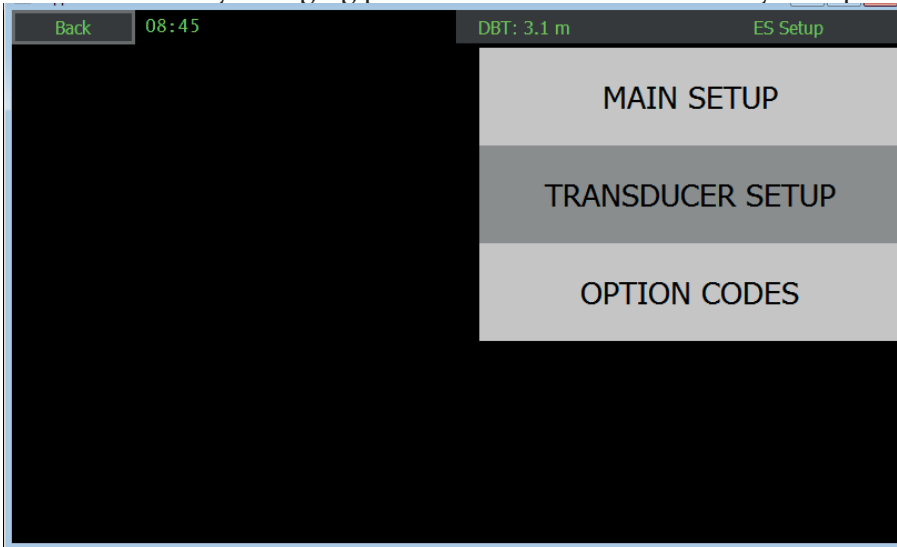 Back 08:45 DBT: 3.1 m ES Setup
MAIN SETUP
TRANSDUCER SETUP
OPTION CODES